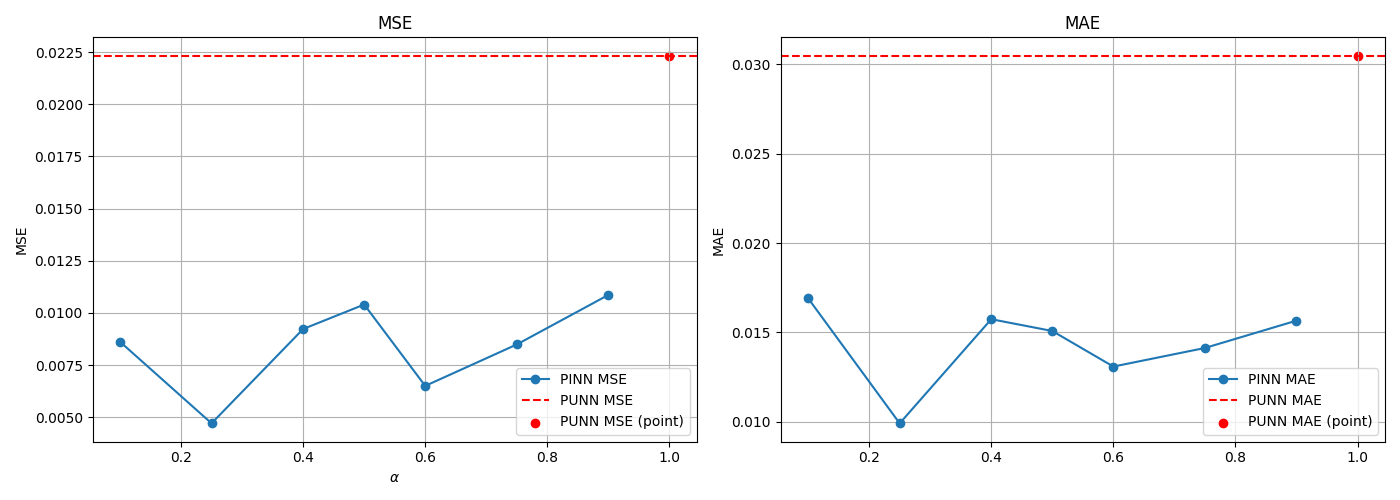 MSE
0.0225
0.0200
0.0175
0.0150
0.0125
0.0100
0.0075
0.0050
MSE
0.2
0.4
0.6
0.8
1.0
α
PINN MSE
PUNN MSE
PUNN MSE (point)
MAE
0.030
0.025
0.020
0.015
0.010
MAE
0.2
0.4
0.6
0.8
1.0
PINN MAE
PUNN MAE
PUNN MAE (point)